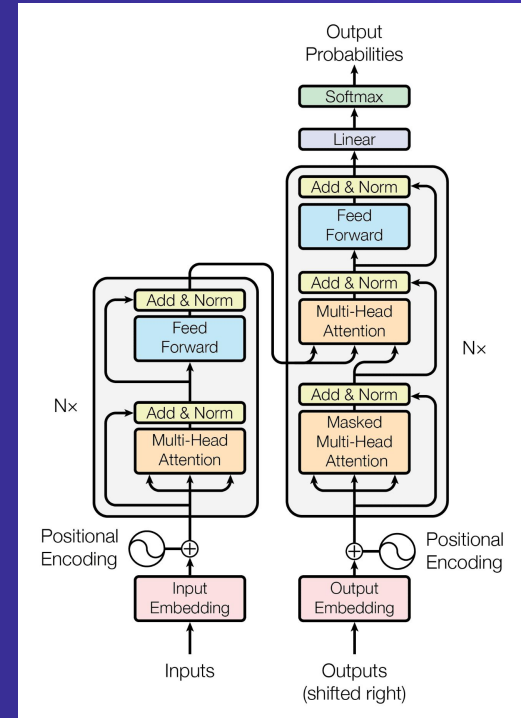 Output
Probabilities
Softmax
Linear
Add & Norm
Feed
Forward
Add & Norm
Multi-Head
Attention
Add & Norm
Masked
Multi-Head
Attention
N×
Add & Norm
Feed
Forward
Add & Norm
Multi-Head
Attention
N×
Positional
Encoding
Positional
Encoding
Input
Embedding
Output
Embedding
Inputs
Outputs
(shifted right)